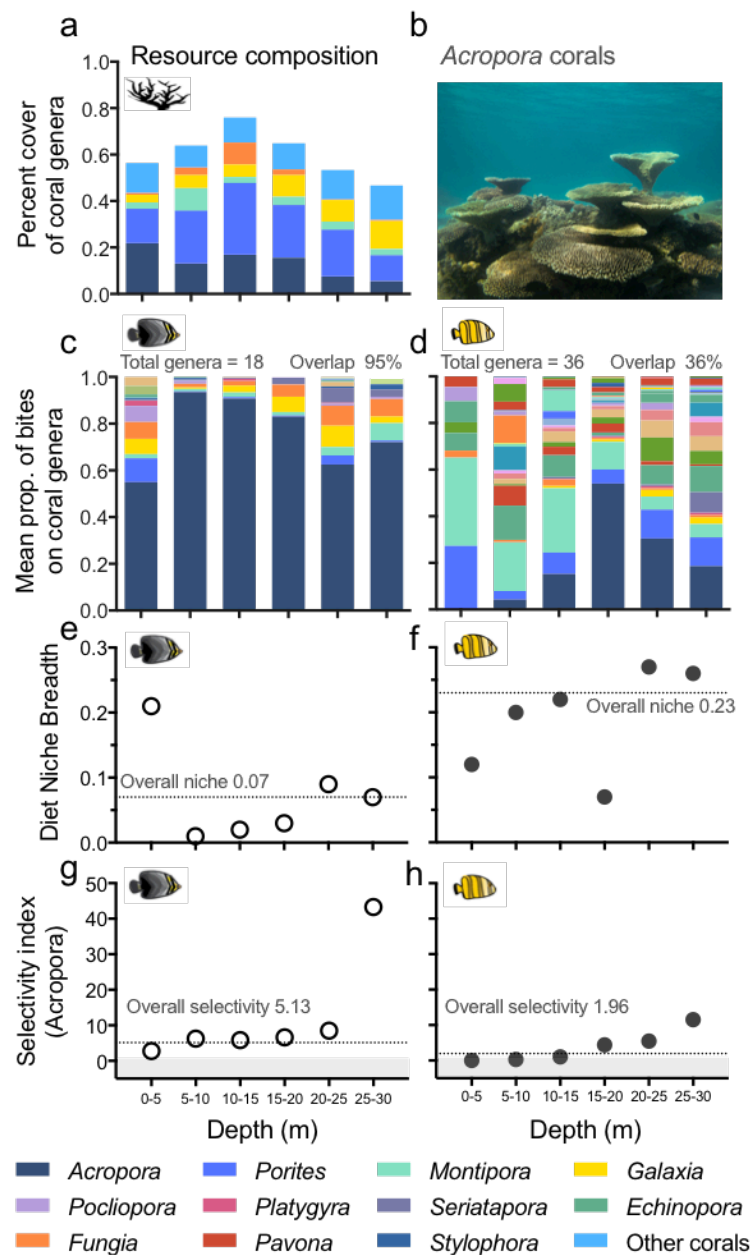 a
Resource composition
b
Acropora corals
1.0
0.8
0.6
0.4
0.2
0.0
Percent cover
of coral genera
c
Total genera = 18
Overlap 95%
d
Total genera = 36
Overlap 36%
1.0
0.8
0.6
0.4
0.2
0.0
Mean prop. of bites
on coral genera
e
f
0.3
0.2
0.1
0.0
Diet Niche Breadth
Overall niche 0.07
Overall niche 0.23
g
h
50
40
30
20
10
0
Selectivity index
(Acropora)
Overall selectivity 5.13
Overall selectivity 1.96
0-5 5-10 10-15 15-20 20-25 25-30
0-5 5-10 10-15 15-20 20-25 25-30
Depth (m)
Depth (m)
Acropora Porites Montipora Galaxia
Pocliopora Platygyra Seriatapora Echinopora
Fungia Pavona Stylophora Other corals